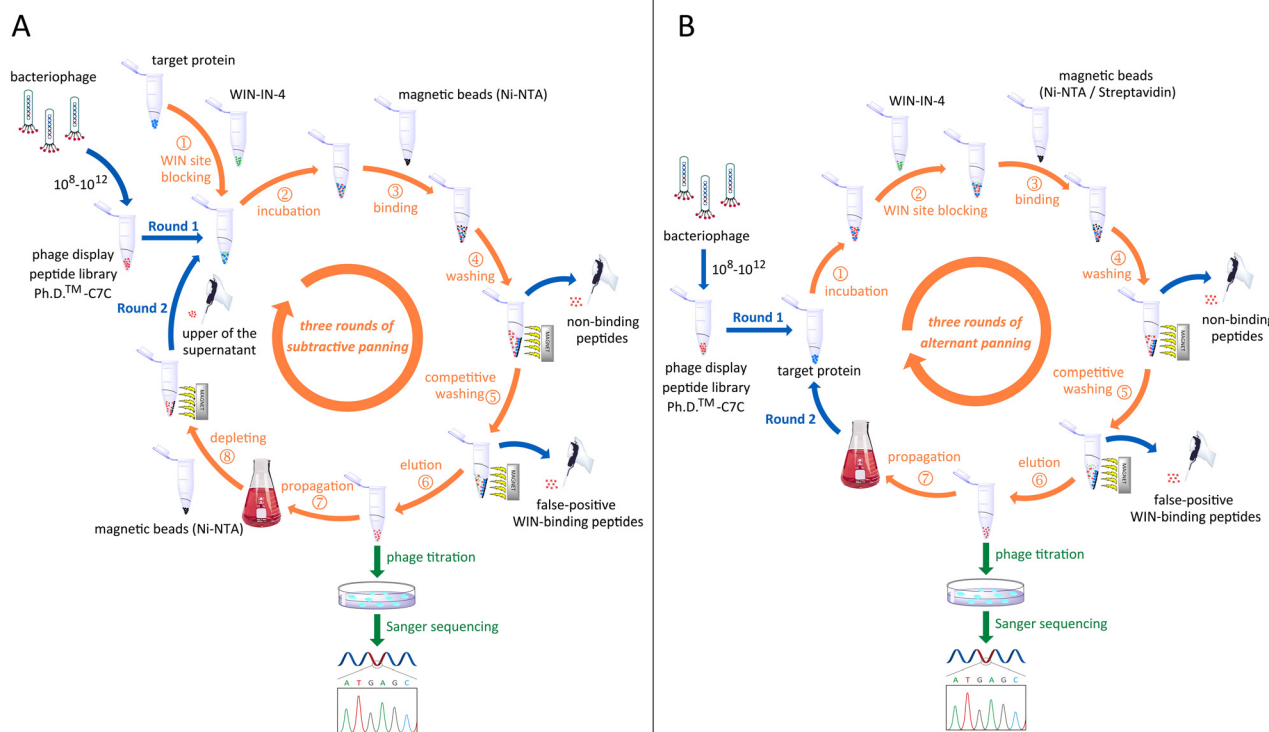 A
target protein
bacteriophage
WIN-IN-4
magnetic beads (Ni-NTA)
①
WIN site
blocking
10⁸-10¹²
②
incubation
③
binding
Round 1
phage display
peptide library
Ph.D.™-C7C
④
washing
Round 2
upper of the
supernatant
three rounds of
subtractive panning
MAGNET
non-binding
peptides
competitive
washing⑤
MAGNET
depleting
⑧
elution
⑥
MAGNET
propagation
⑦
false-positive
WIN-binding peptides
magnetic beads (Ni-NTA)
phage titration
Sanger sequencing
A T G A G C
B
magnetic beads
(Ni-NTA / Streptavidin)
WIN-IN-4
②
WIN site blocking
③
binding
bacteriophage
10⁸-10¹²
①
incubation
④
washing
Round 1
three rounds of
alternant panning
MAGNET
non-binding
peptides
phage display
peptide library
Ph.D.™-C7C
target protein
competitive
washing ⑤
Round 2
propagation
⑦
elution
⑥
MAGNET
false-positive
WIN-binding peptides
phage titration
Sanger sequencing
A T G A G C